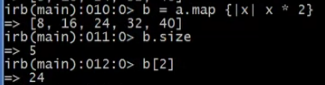 irb(main):010:0> b = a.map {|x| x * 2}
=> [8, 16, 24, 32, 40]
irb(main):011:0> b.size
=> 5
irb(main):012:0> b[2]
=> 24